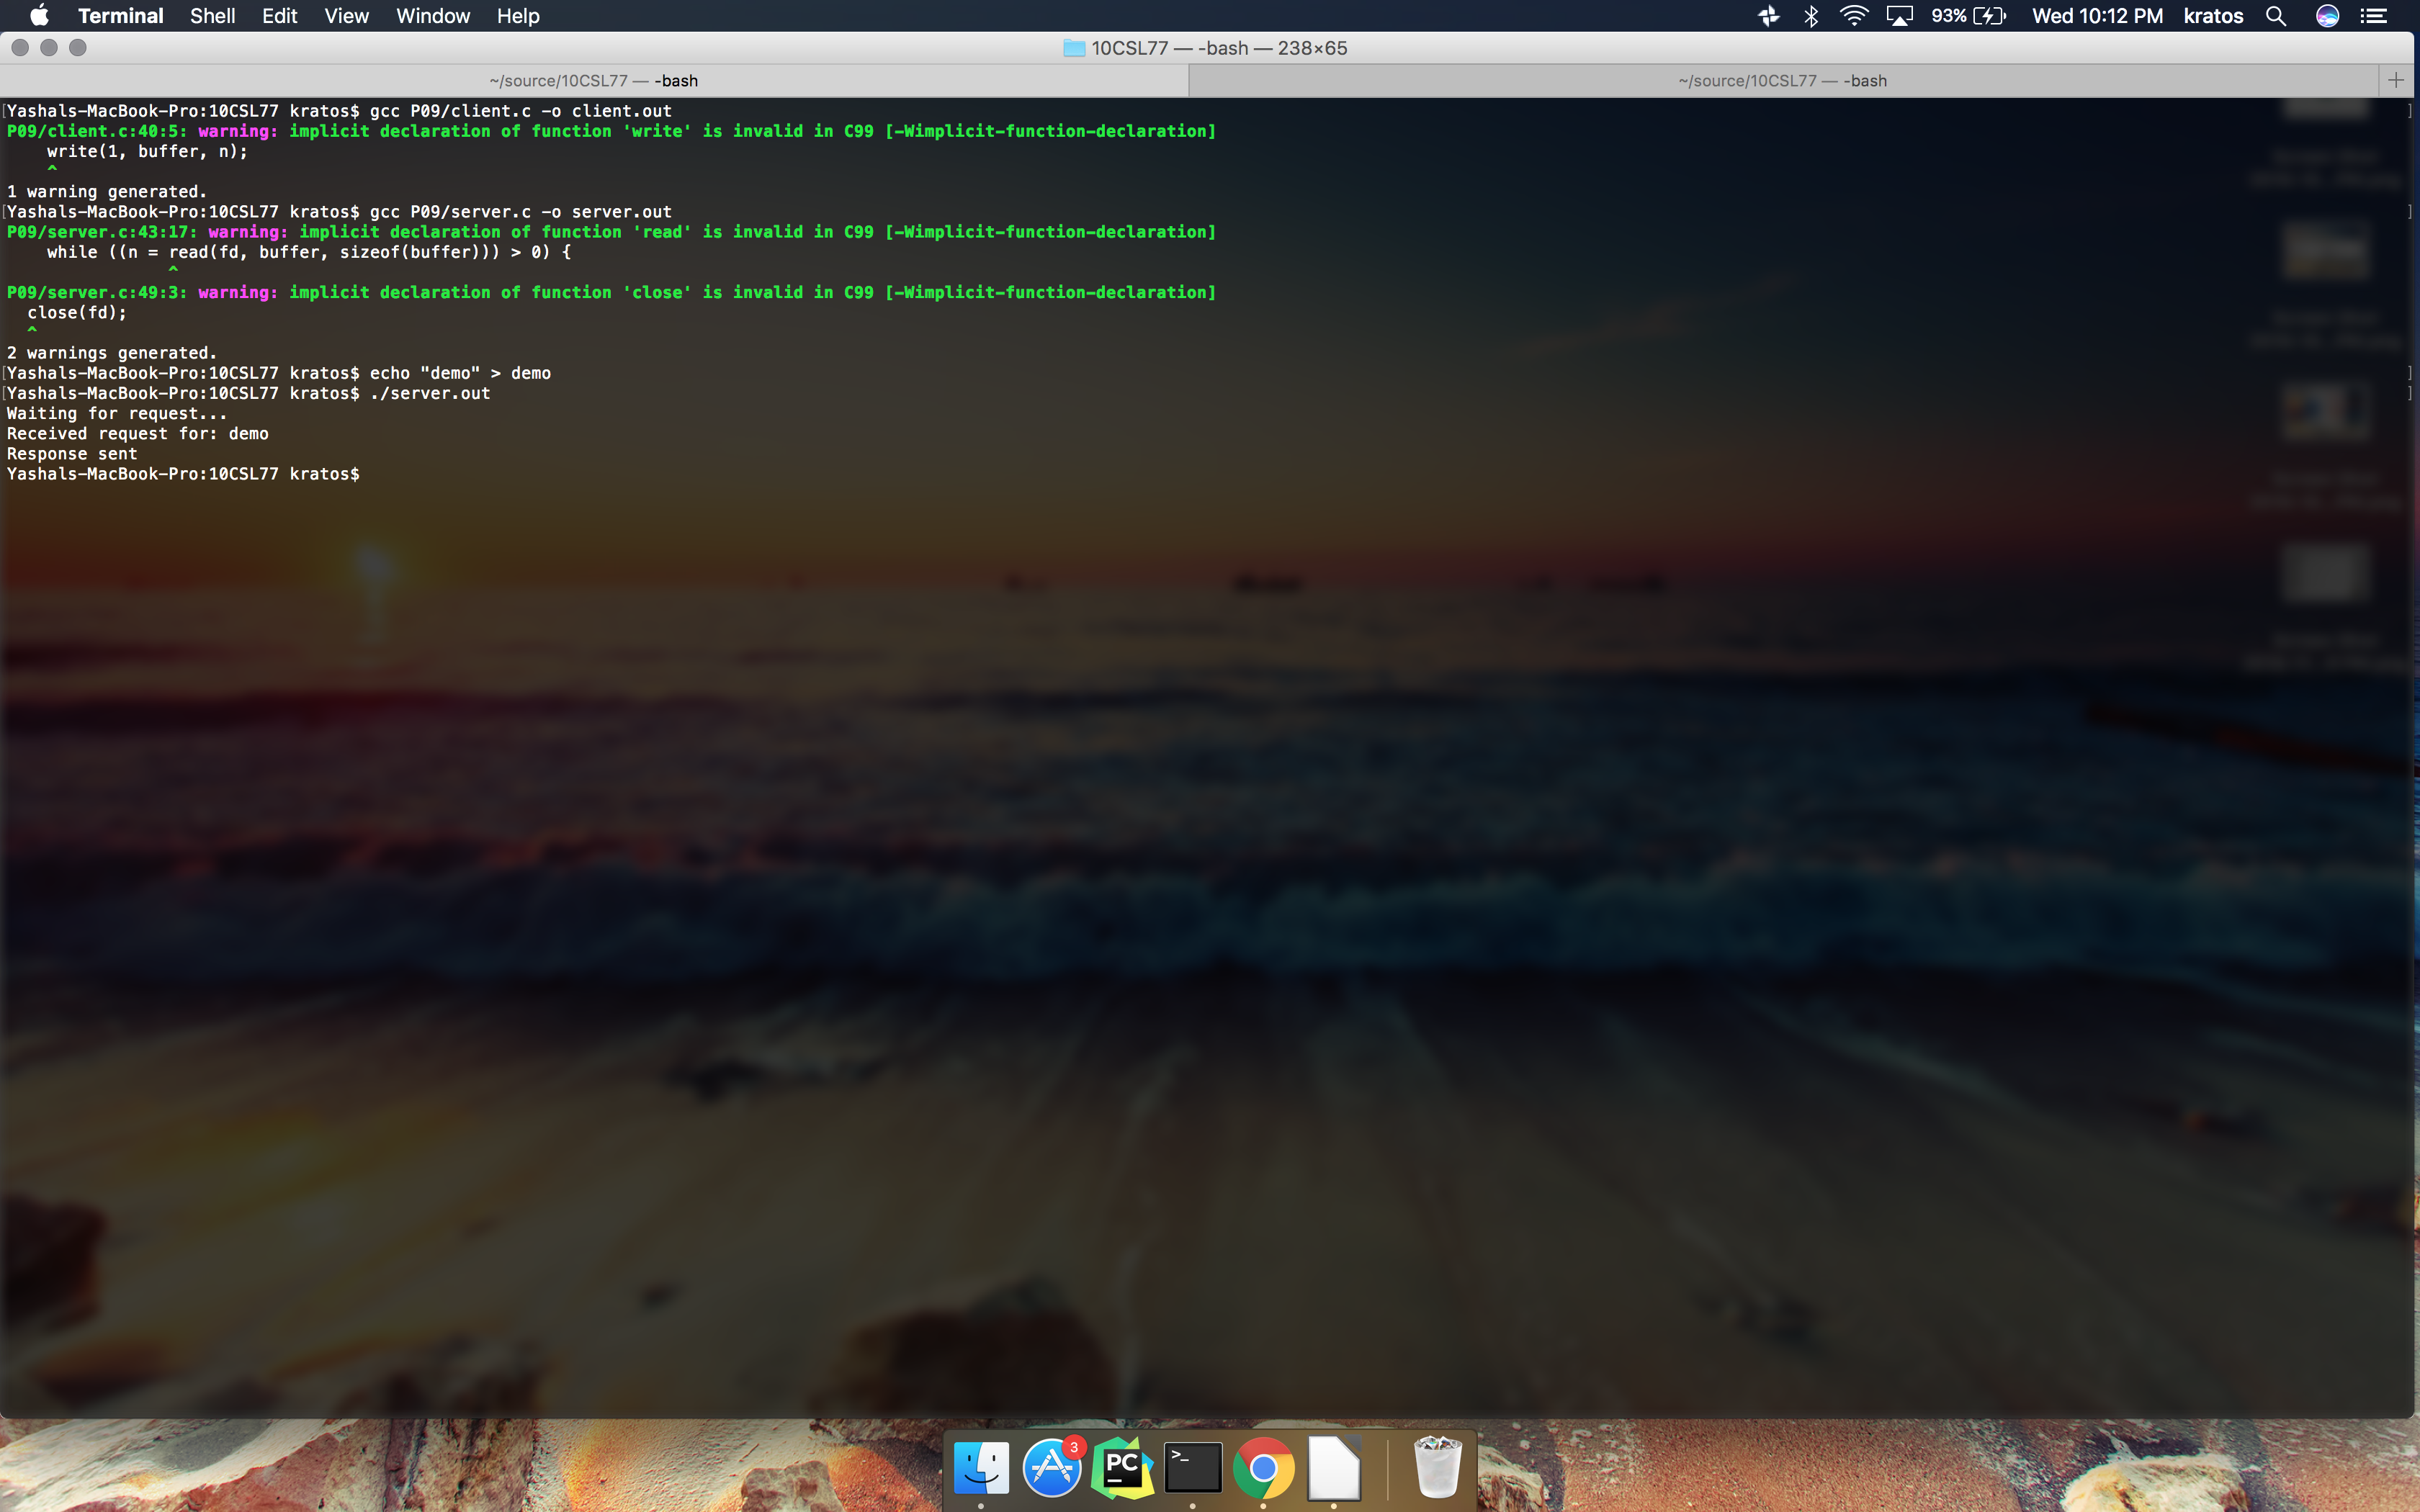 Terminal Shell Edit View Window Help 93% Wed 10:12 PM kratos
10CSL77 — -bash — 238×65
~/source/10CSL77 — -bash ~/source/10CSL77 — -bash
Yashals-MacBook-Pro:10CSL77 kratos$ gcc P09/client.c -o client.out
P09/client.c:40:5: warning: implicit declaration of function 'write' is invalid in C99 [-Wimplicit-function-declaration]
    write(1, buffer, n);
    ^
1 warning generated.
Yashals-MacBook-Pro:10CSL77 kratos$ gcc P09/server.c -o server.out
P09/server.c:43:17: warning: implicit declaration of function 'read' is invalid in C99 [-Wimplicit-function-declaration]
    while ((n = read(fd, buffer, sizeof(buffer))) > 0) {
                ^
P09/server.c:49:3: warning: implicit declaration of function 'close' is invalid in C99 [-Wimplicit-function-declaration]
  close(fd);
  ^
2 warnings generated.
Yashals-MacBook-Pro:10CSL77 kratos$ echo "demo" > demo
Yashals-MacBook-Pro:10CSL77 kratos$ ./server.out
Waiting for request...
Received request for: demo
Response sent
Yashals-MacBook-Pro:10CSL77 kratos$
3
PC
>_